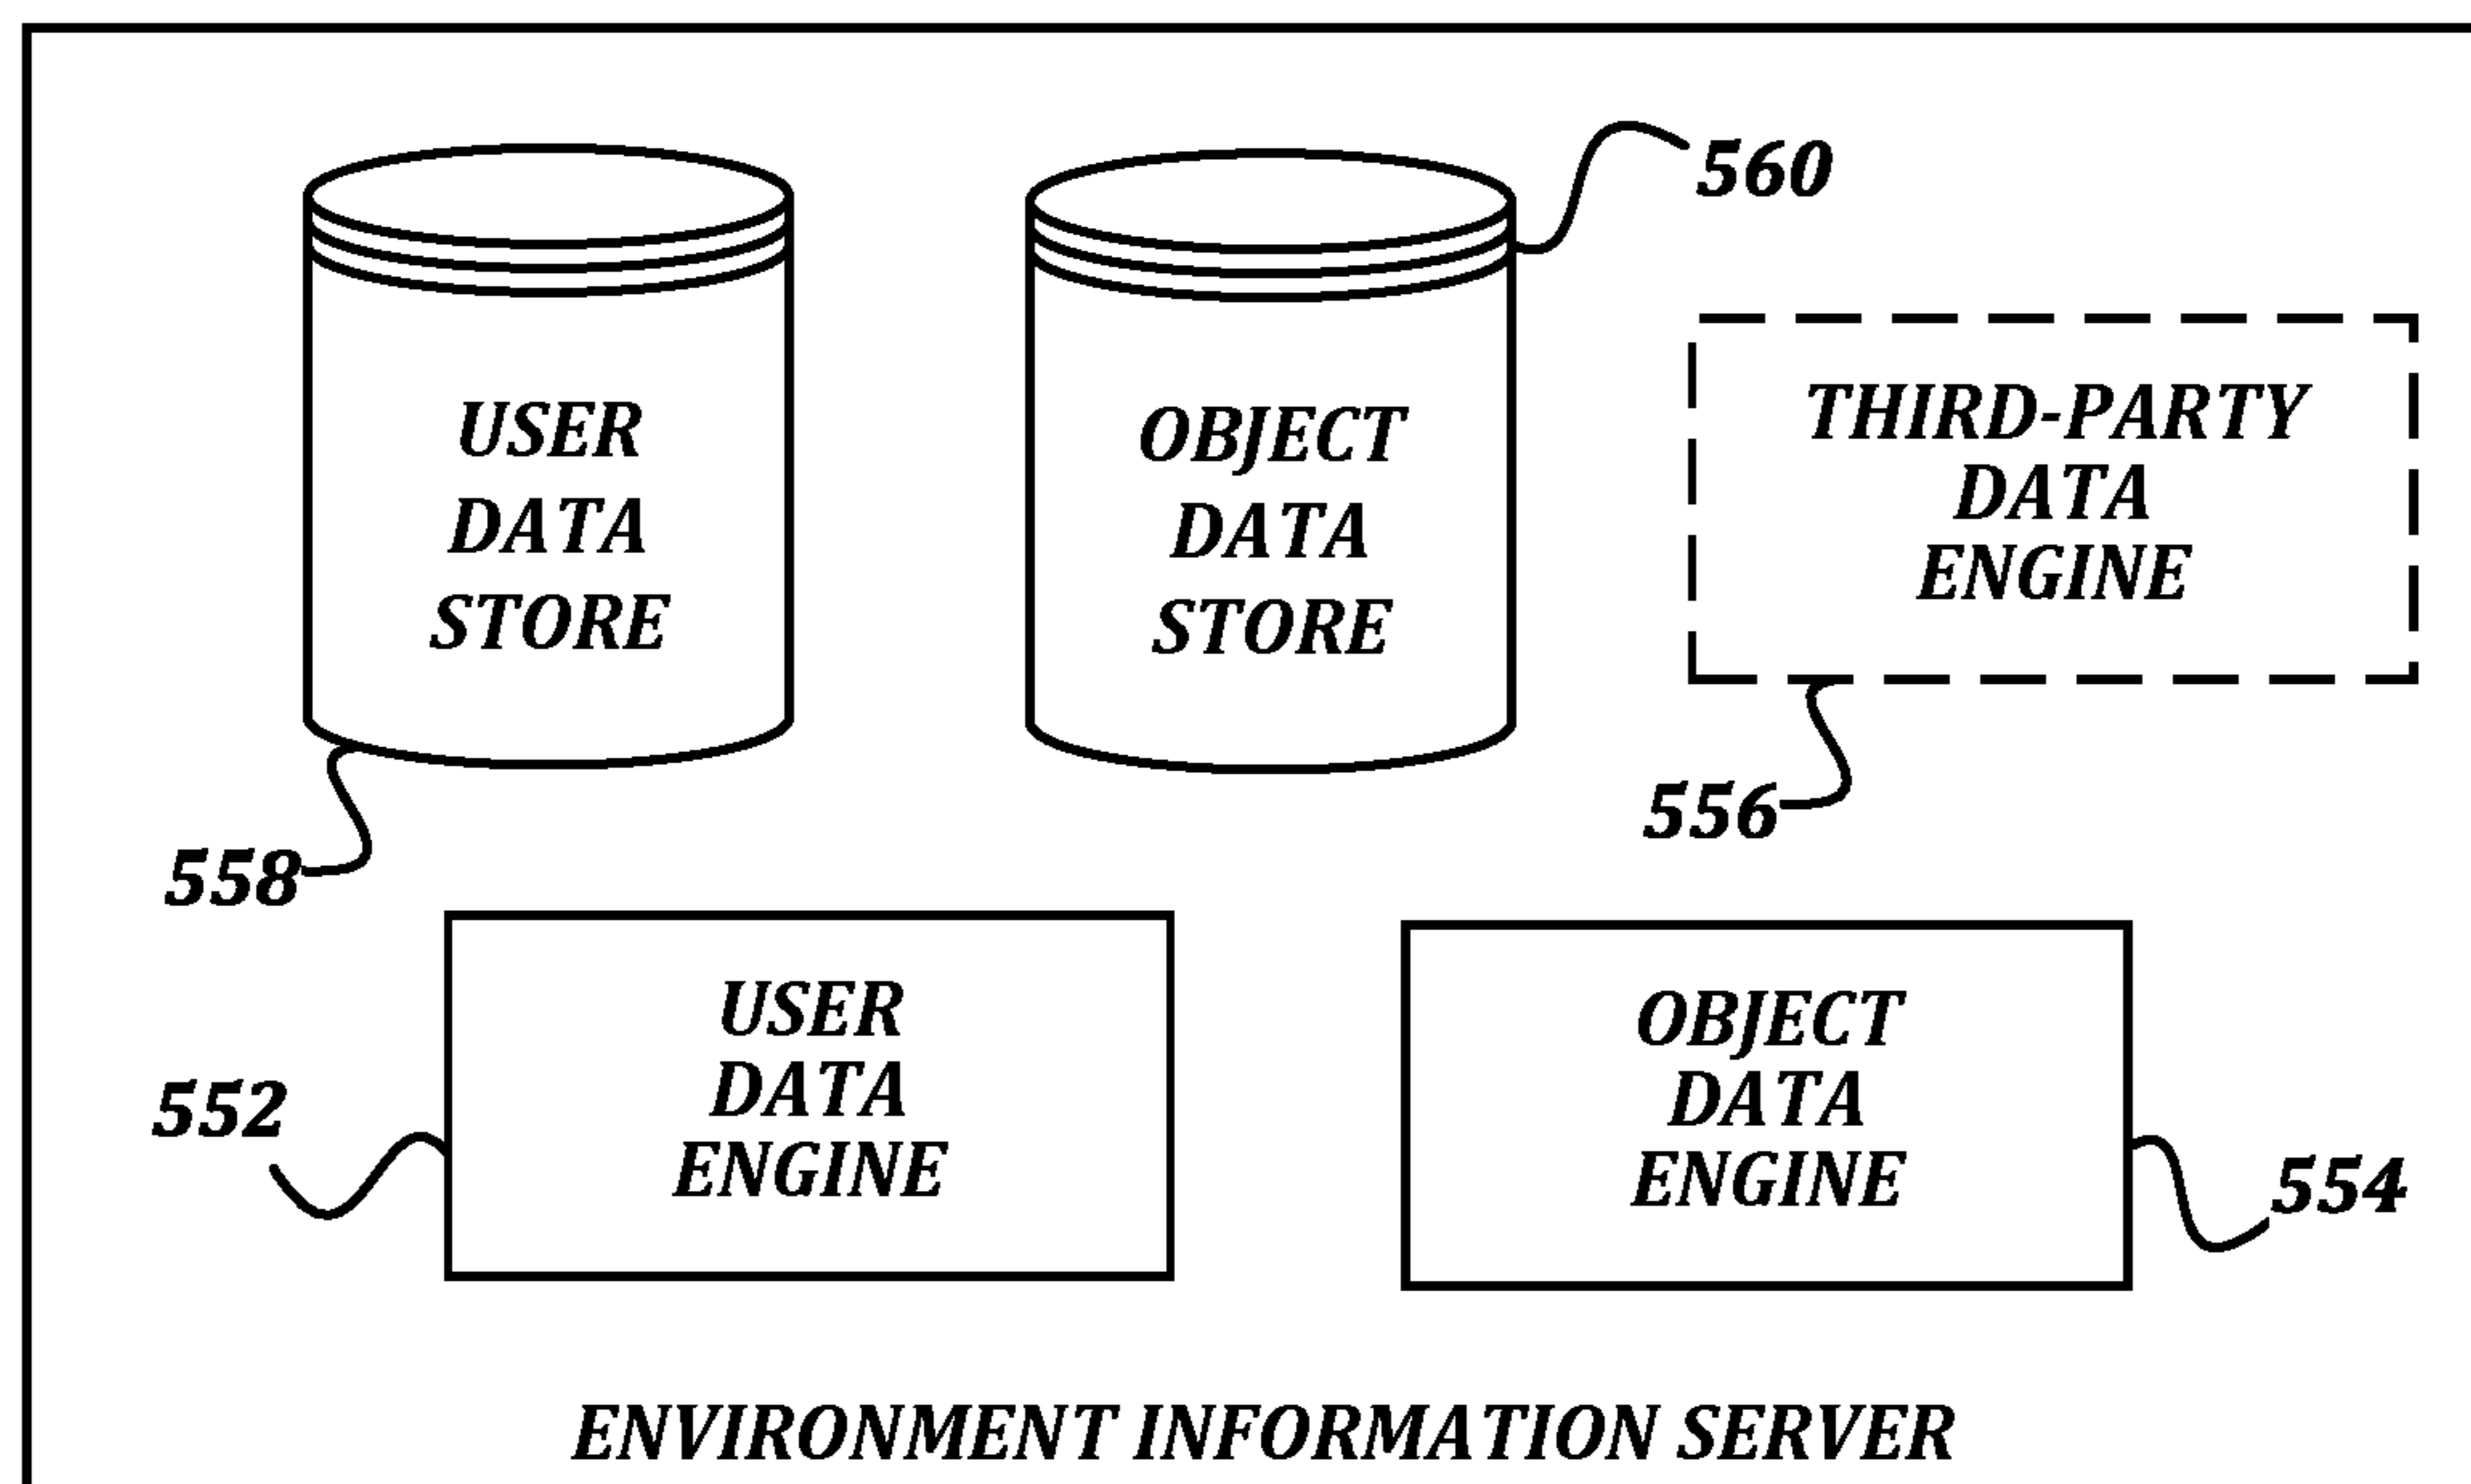 560
USER
DATA
STORE
OBJECT
DATA
STORE
THIRD-PARTY
DATA
ENGINE
556
558
USER
DATA
ENGINE
OBJECT
DATA
ENGINE
552
554
ENVIRONMENT INFORMATION SERVER